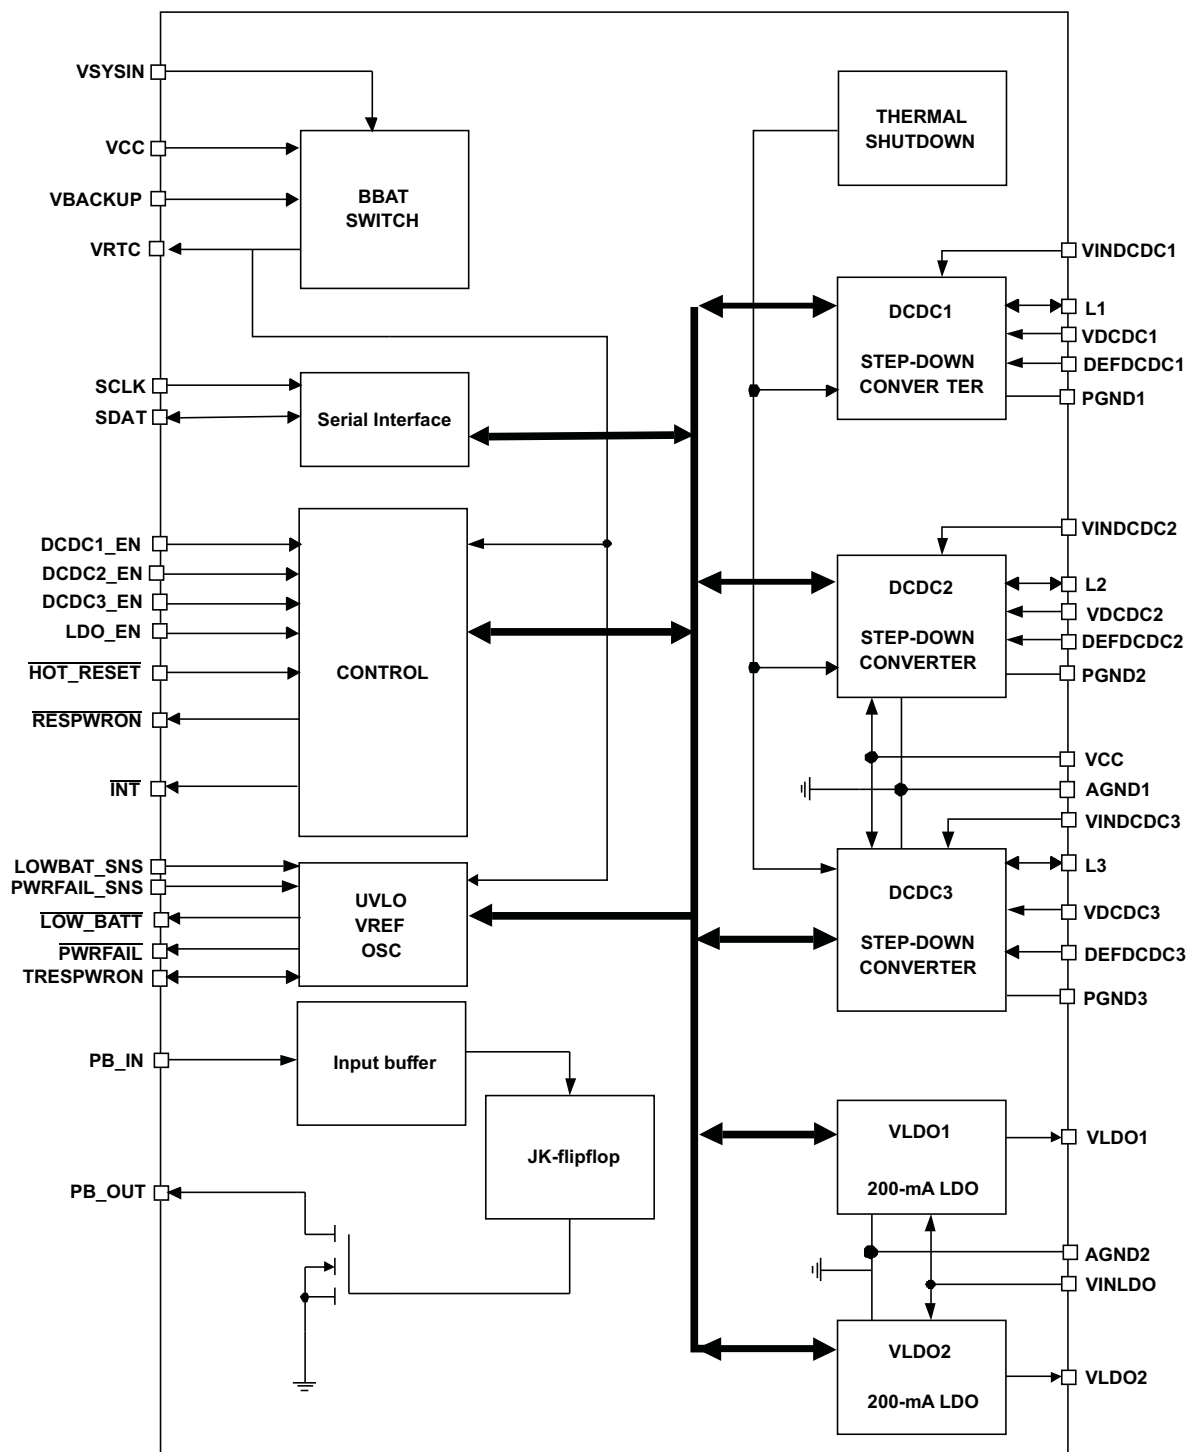 VSYSIN
VCC
VBACKUP
VRTC
BBAT
SWITCH
THERMAL
SHUTDOWN
VINDCDC1
DCDC1
STEP-DOWN
CONVER TER
L1
VDCDC1
DEFDCDC1
PGND1
SCLK
SDAT
Serial Interface
DCDC1_EN
DCDC2_EN
DCDC3_EN
LDO_EN
HOT_RESET
RESPWRON
INT
CONTROL
VINDCDC2
DCDC2
STEP-DOWN
CONVERTER
L2
VDCDC2
DEFDCDC2
PGND2
VCC
AGND1
VINDCDC3
DCDC3
STEP-DOWN
CONVERTER
L3
VDCDC3
DEFDCDC3
PGND3
LOWBAT_SNS
PWRFAIL_SNS
LOW_BATT
PWRFAIL
TRESPWRON
UVLO
VREF
OSC
PB_IN
Input buffer
JK-flipflop
PB_OUT
VLDO1
200-mA LDO
VLDO1
AGND2
VINLDO
VLDO2
200-mA LDO
VLDO2